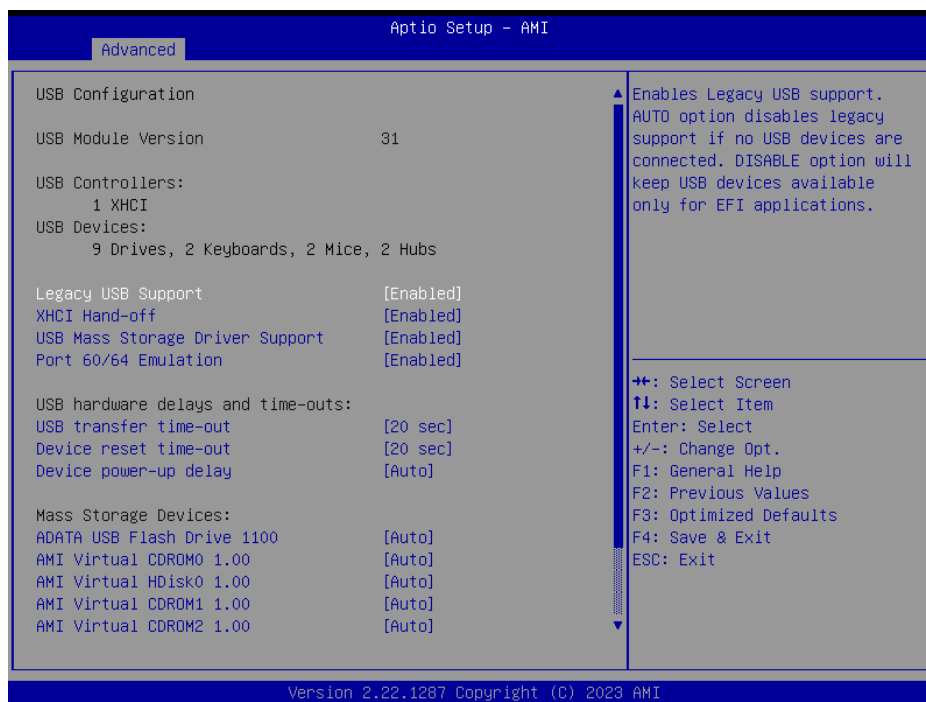 Aptio Setup – AMI
Advanced
USB Configuration
USB Module Version 31
USB Controllers:
1 XHCI
USB Devices:
9 Drives, 2 Keyboards, 2 Mice, 2 Hubs
Legacy USB Support [Enabled]
XHCI Hand-off [Enabled]
USB Mass Storage Driver Support [Enabled]
Port 60/64 Emulation [Enabled]
USB hardware delays and time-outs:
USB transfer time-out [20 sec]
Device reset time-out [20 sec]
Device power-up delay [Auto]
Mass Storage Devices:
ADATA USB Flash Drive 1100 [Auto]
AMI Virtual CDROM0 1.00 [Auto]
AMI Virtual HDisk0 1.00 [Auto]
AMI Virtual CDROM1 1.00 [Auto]
AMI Virtual CDROM2 1.00 [Auto]
Enables Legacy USB support.
AUTO option disables legacy
support if no USB devices are
connected. DISABLE option will
keep USB devices available
only for EFI applications.
→←: Select Screen
↑↓: Select Item
Enter: Select
+/-: Change Opt.
F1: General Help
F2: Previous Values
F3: Optimized Defaults
F4: Save & Exit
ESC: Exit
Version 2.22.1287 Copyright (C) 2023 AMI